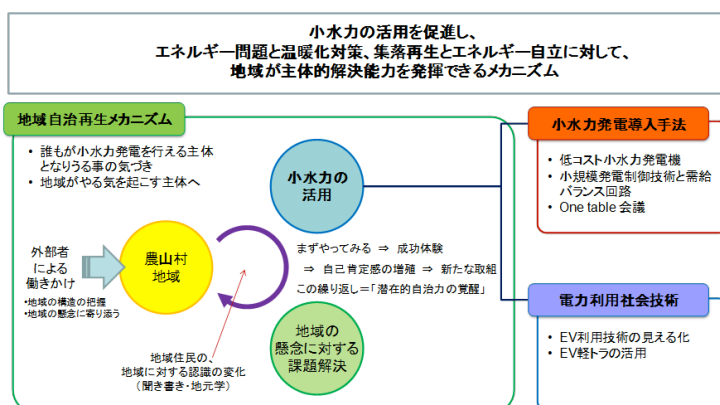 小水力の活用を促進し、
エネルギー問題と温暖化対策、集落再生とエネルギー自立に対して、
地域が主体的解決能力を発揮できるメカニズム
地域自治再生メカニズム
• 誰もが小水力発電を行える主体
となりうる事の気づき
• 地域がやる気を起こす主体へ
小水力の
活用
外部者
による
働きかけ
•地域の構造の把握
•地域の懸念に寄り添う
農山村
地域
まずやってみる ⇒ 成功体験
⇒ 自己肯定感の増殖 ⇒ 新たな取組
この繰り返し＝「潜在的自治力の覚醒」
地域の
懸念に対する
課題解決
地域住民の、
地域に対する認識の変化
（聞き書き・地元学）
小水力発電導入手法
• 低コスト小水力発電機
• 小規模発電制御技術と需給
バランス回路
• One table 会議
電力利用社会技術
• EV利用技術の見える化
• EV軽トラの活用